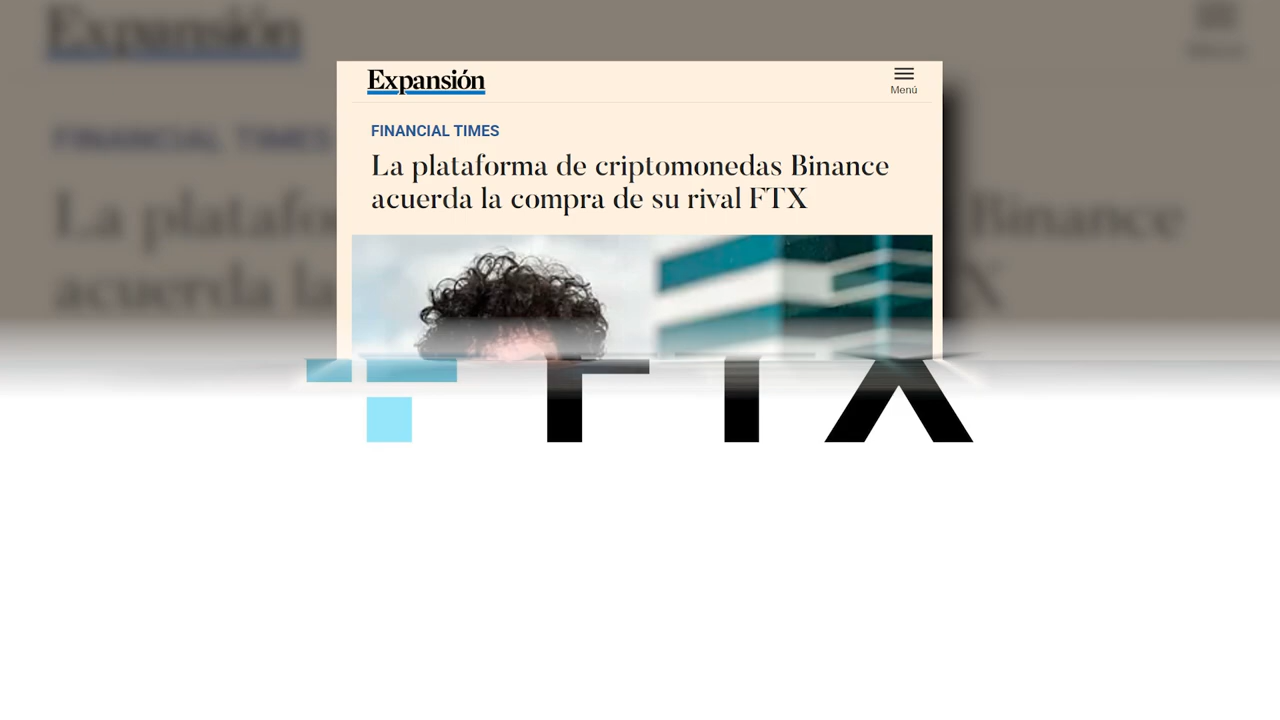 Expansión
Menú
FINANCIAL TIMES
La plataforma de criptomonedas Binance
acuerda la compra de su rival FTX
FTX